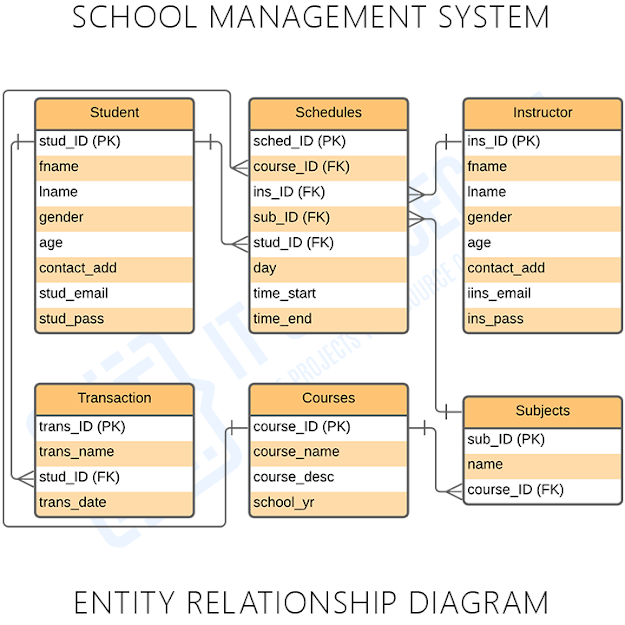 SCHOOL MANAGEMENT SYSTEM
Student
stud_ID (PK)
fname
lname
gender
age
contact_add
stud_email
stud_pass
Schedules
sched_ID (PK)
course_ID (FK)
ins_ID (FK)
sub_ID (FK)
stud_ID (FK)
day
time_start
time_end
Instructor
ins_ID (PK)
fname
lname
gender
age
contact_add
iins_email
ins_pass
Transaction
trans_ID (PK)
trans_name
stud_ID (FK)
trans_date
Courses
course_ID (PK)
course_name
course_desc
school_yr
Subjects
sub_ID (PK)
name
course_ID (FK)
ENTITY RELATIONSHIP DIAGRAM